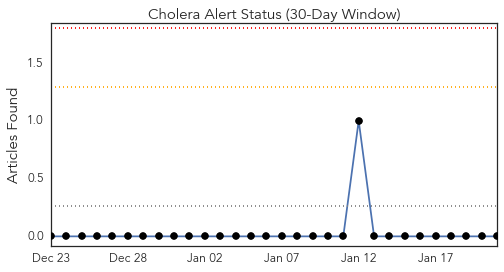 Cholera Alert Status (30-Day Window)
Articles Found
1.5
1.0
0.5
0.0
Dec 23 Dec 28 Jan 02 Jan 07 Jan 12 Jan 17